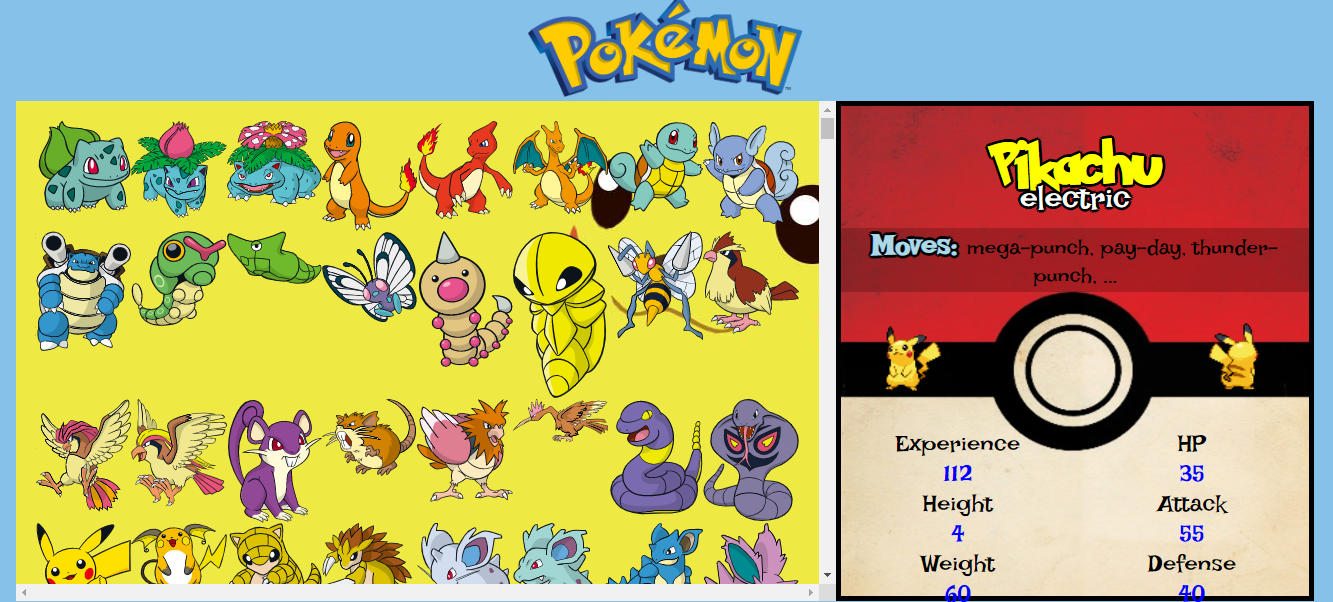 POKéMON
TM
Pikachu
electric
Moves: mega-punch, pay-day, thunder-
punch, ...
Experience HP
112 35
Height Attack
4 55
Weight Defense
60 40